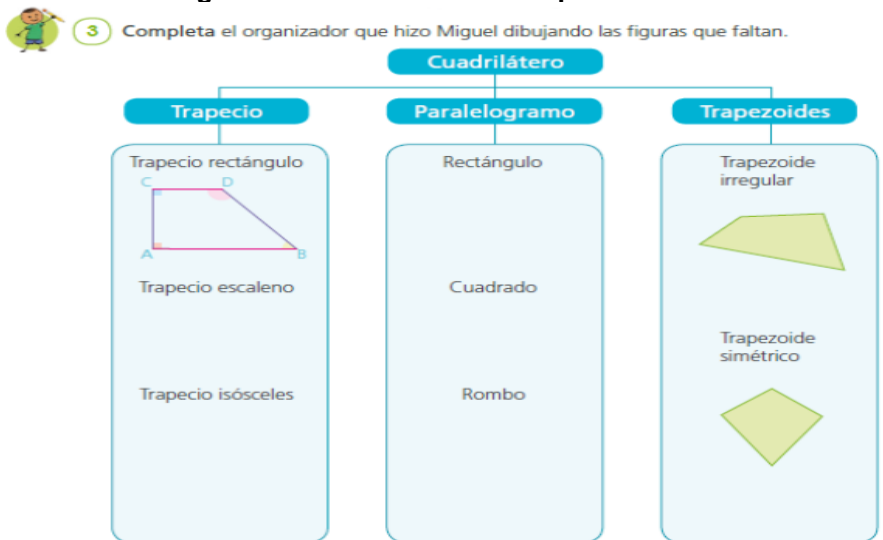 3 Completa el organizador que hizo Miguel dibujando las figuras que faltan.
Cuadrilátero
Trapecio
Paralelogramo
Trapezoides
Trapecio rectángulo
C D
A B
Trapecio escaleno
Trapecio isósceles
Rectángulo
Cuadrado
Rombo
Trapezoide
irregular
Trapezoide
simétrico